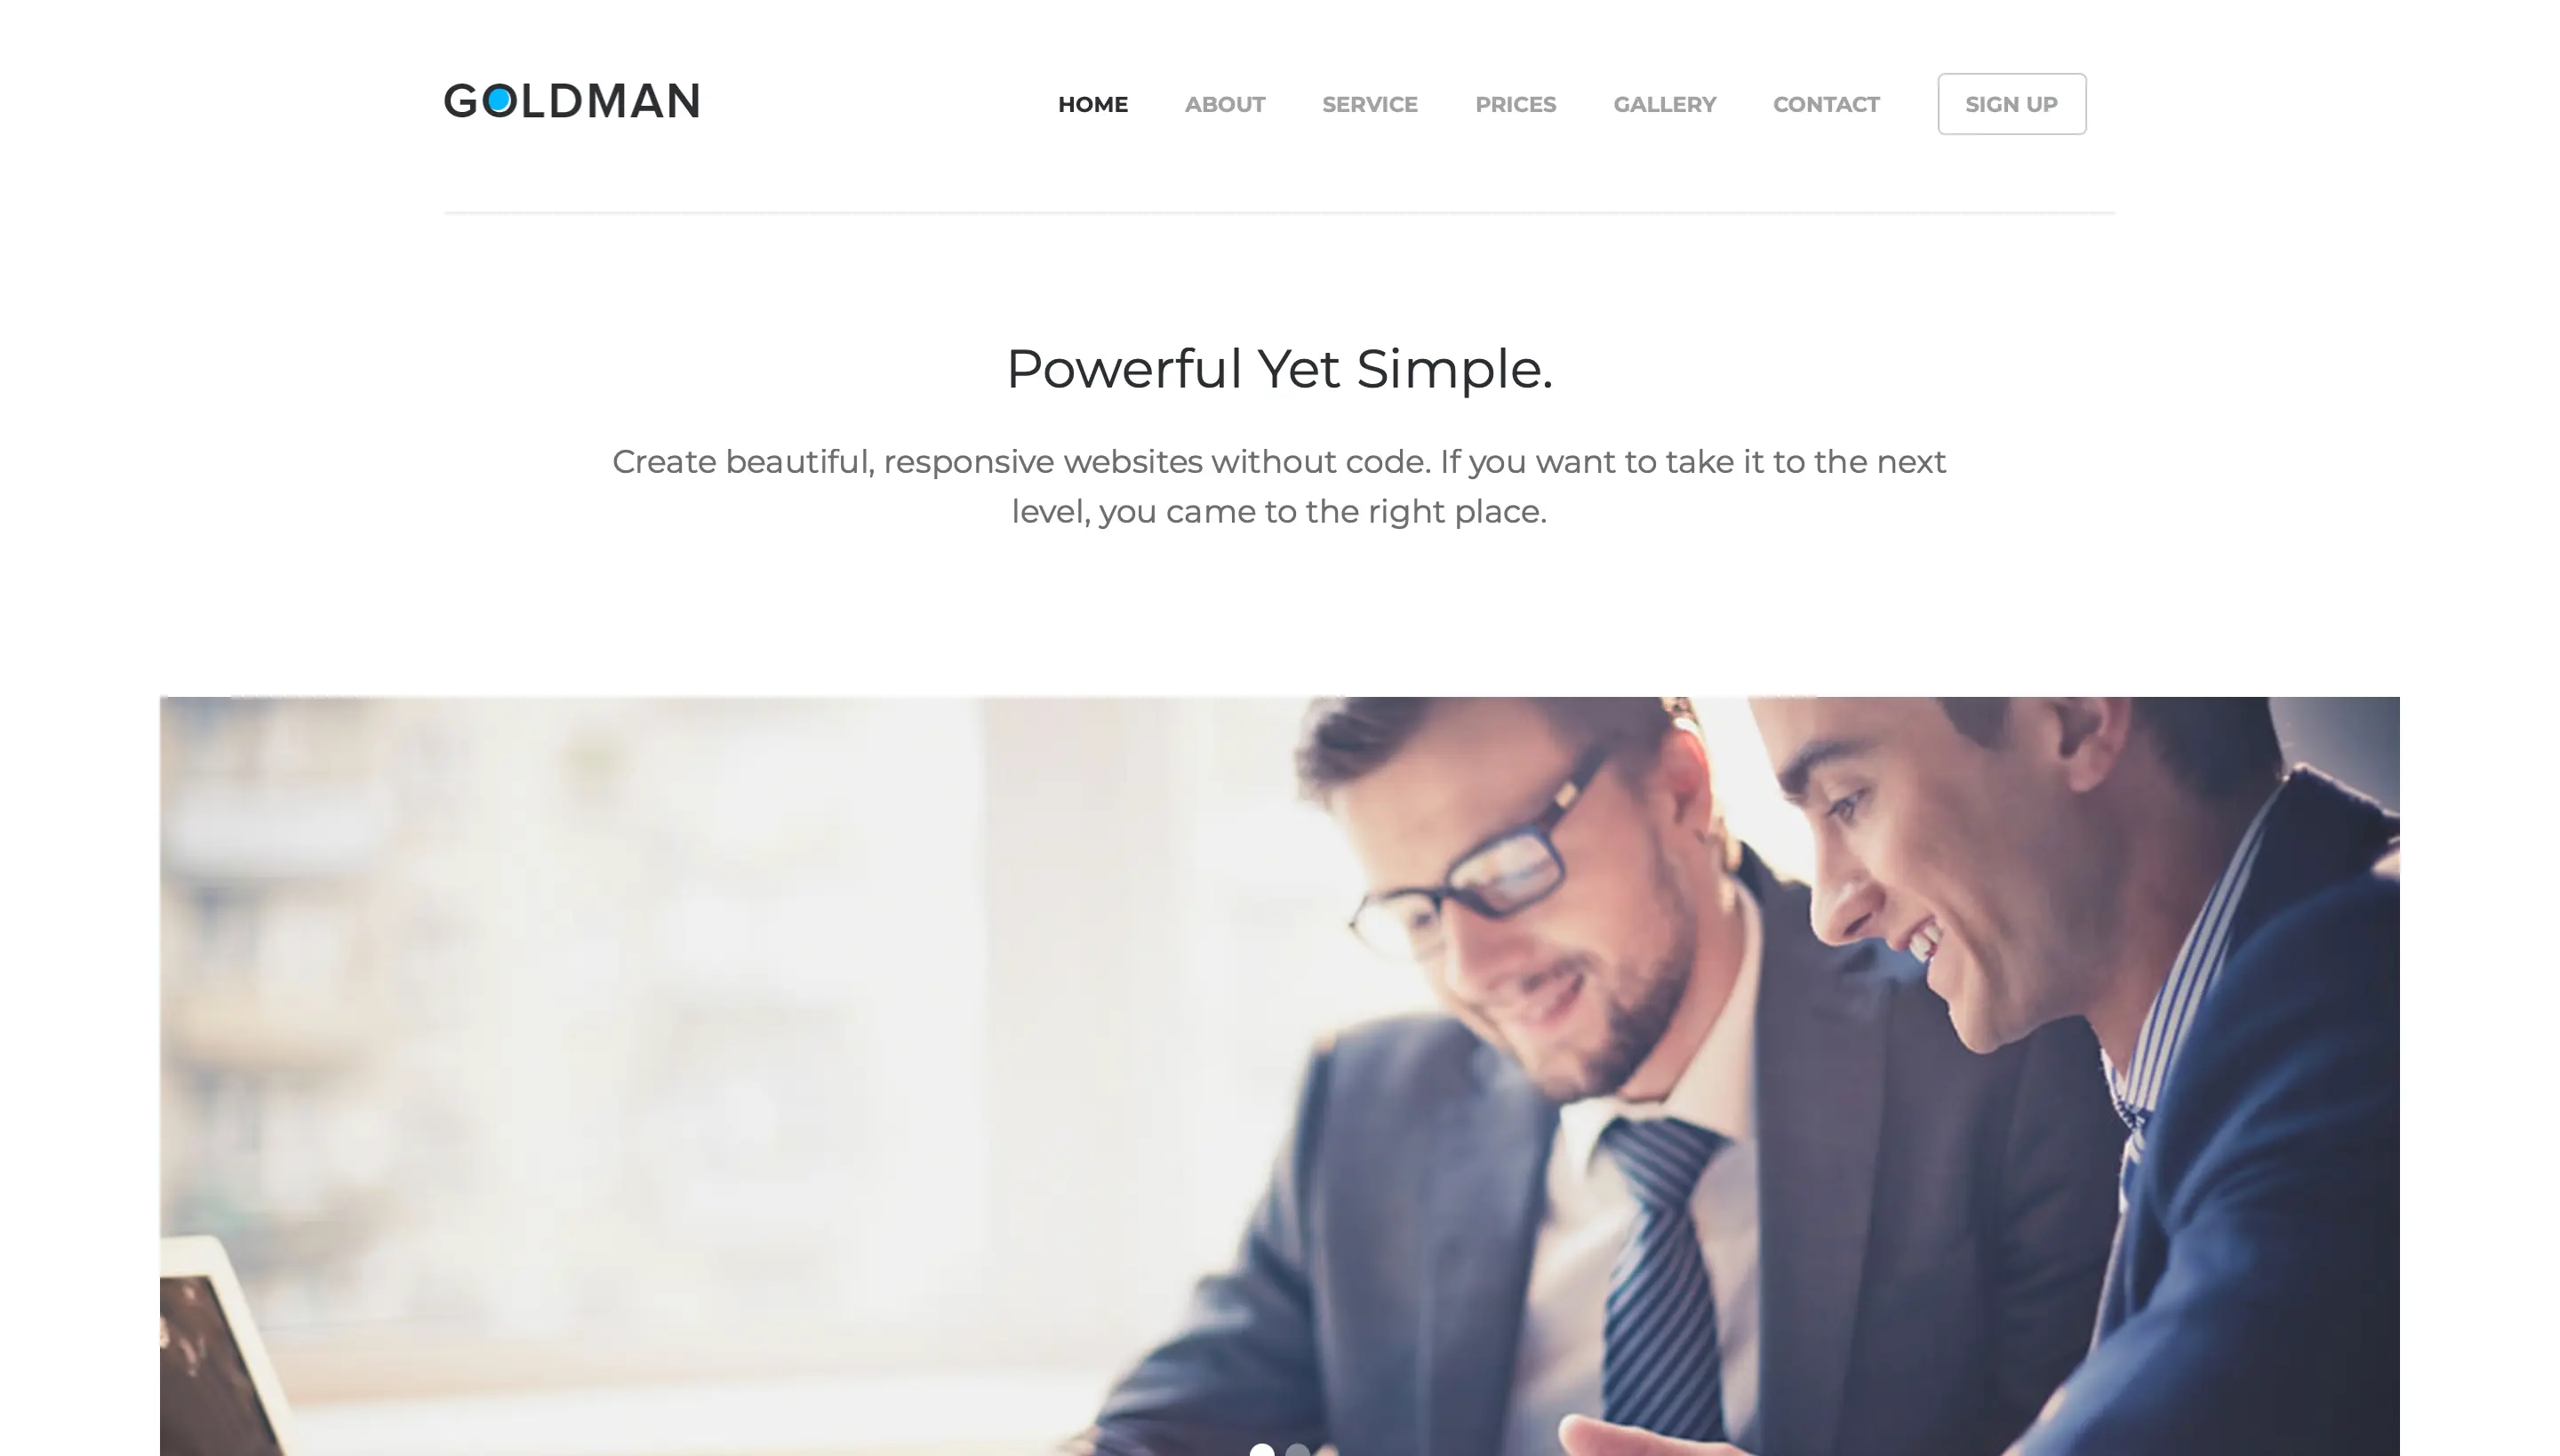 GOLDMAN
HOME ABOUT SERVICE PRICES GALLERY CONTACT SIGN UP
Powerful Yet Simple.
Create beautiful, responsive websites without code. If you want to take it to the next
level, you came to the right place.